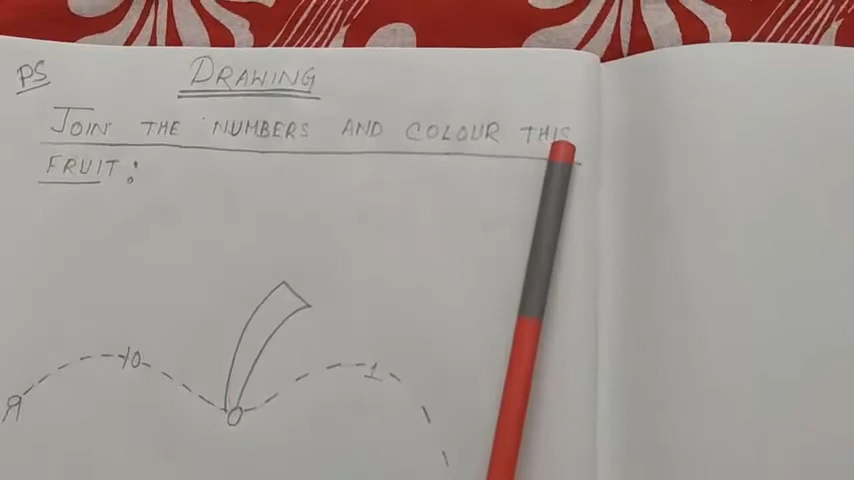 PS
DRAWING
JOIN THE NUMBERS AND COLOUR THIS
FRUIT:
10
1
9
0